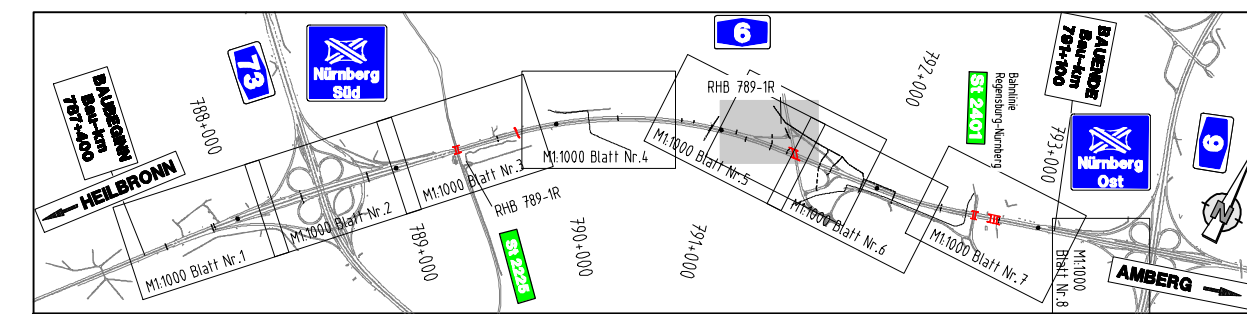 BAUBEGINN
Bau-km
787+400
HEILBRONN
788+000
73
Nürnberg
Süd
M1:1000 Blatt Nr.1
M1:1000 Blatt Nr.2
M1:1000 Blatt Nr.3
M1:1000 Blatt Nr.4
M1:1000 Blatt Nr.5
M1:1000 Blatt Nr.6
M1:1000 Blatt Nr.7
M1:1000
Blatt Nr.8
789+000
RHB 789-1R
St 2225
790+000
791+000
6
RHB 789-1R
792+000
St 2401
Bahnlinie
Regensburg-Nürnberg
793+000
BAUENDE
Bau-km
791+100
Nürnberg
Ost
9
N
AMBERG